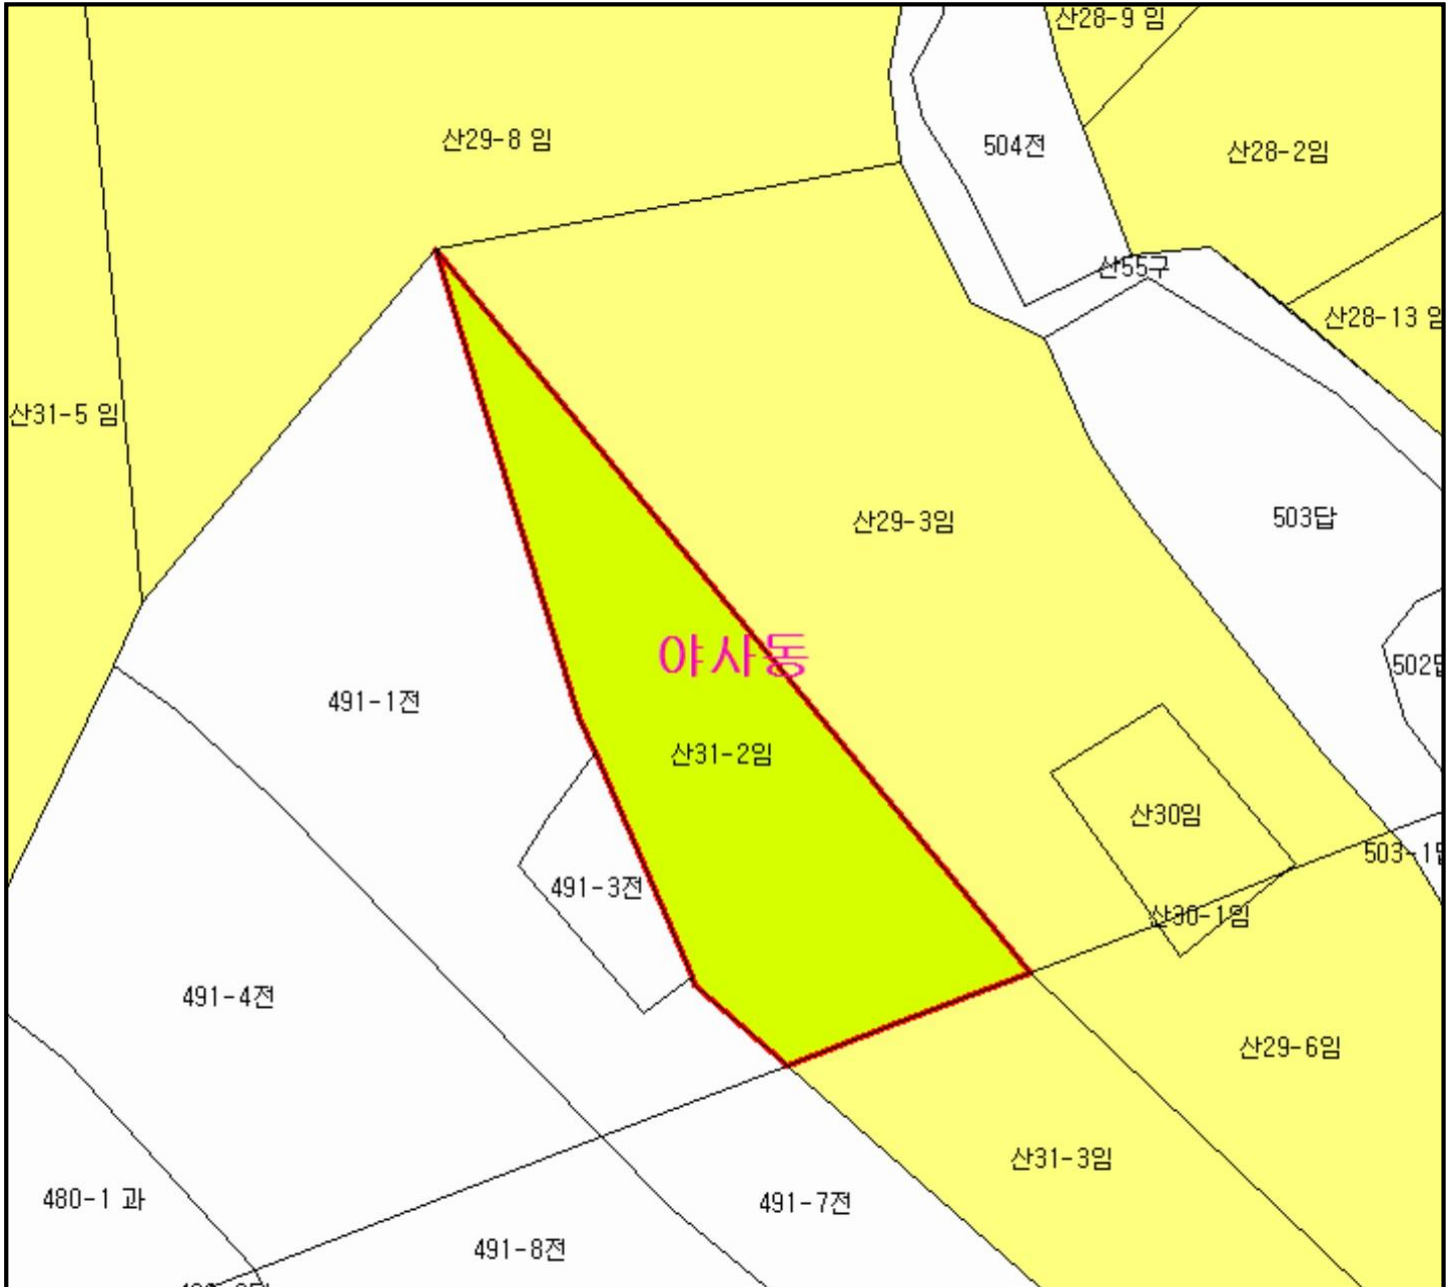 산28-9 임
산29-8 임
504전
산28-2임
산55구
산28-13 임
산31-5 임
산29-3임
503답
야사동
502답
491-1전
산31-2임
산30임
503-1답
491-3전
산30-1임
491-4전
산29-6임
산31-3임
480-1 과
491-7전
491-8전